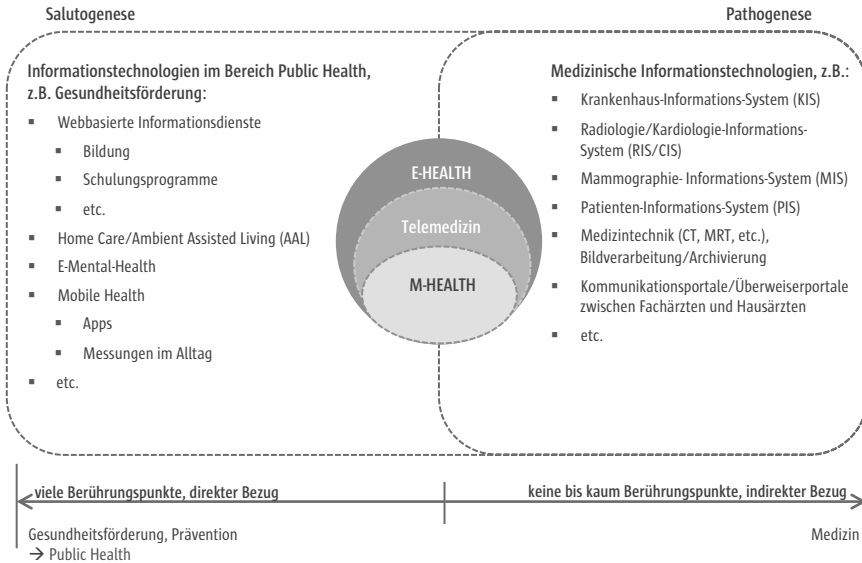 Salutogenese
Pathogenese
Informationstechnologien im Bereich Public Health,
z.B. Gesundheitsförderung:
▪ Webbasierte Informationsdienste
▪ Bildung
▪ Schulungsprogramme
▪ etc.
▪ Home Care/Ambient Assisted Living (AAL)
▪ E-Mental-Health
▪ Mobile Health
▪ Apps
▪ Messungen im Alltag
▪ etc.
E-HEALTH
Telemedizin
M-HEALTH
Medizinische Informationstechnologien, z.B.:
▪ Krankenhaus-Informations-System (KIS)
▪ Radiologie/Kardiologie-Informations-
System (RIS/CIS)
▪ Mammographie- Informations-System (MIS)
▪ Patienten-Informations-System (PIS)
▪ Medizintechnik (CT, MRT, etc.),
Bildverarbeitung/Archivierung
▪ Kommunikationsportale/Überweiserportale
zwischen Fachärzten und Hausärzten
▪ etc.
viele Berührungspunkte, direkter Bezug
keine bis kaum Berührungspunkte, indirekter Bezug
Gesundheitsförderung, Prävention
→ Public Health
Medizin